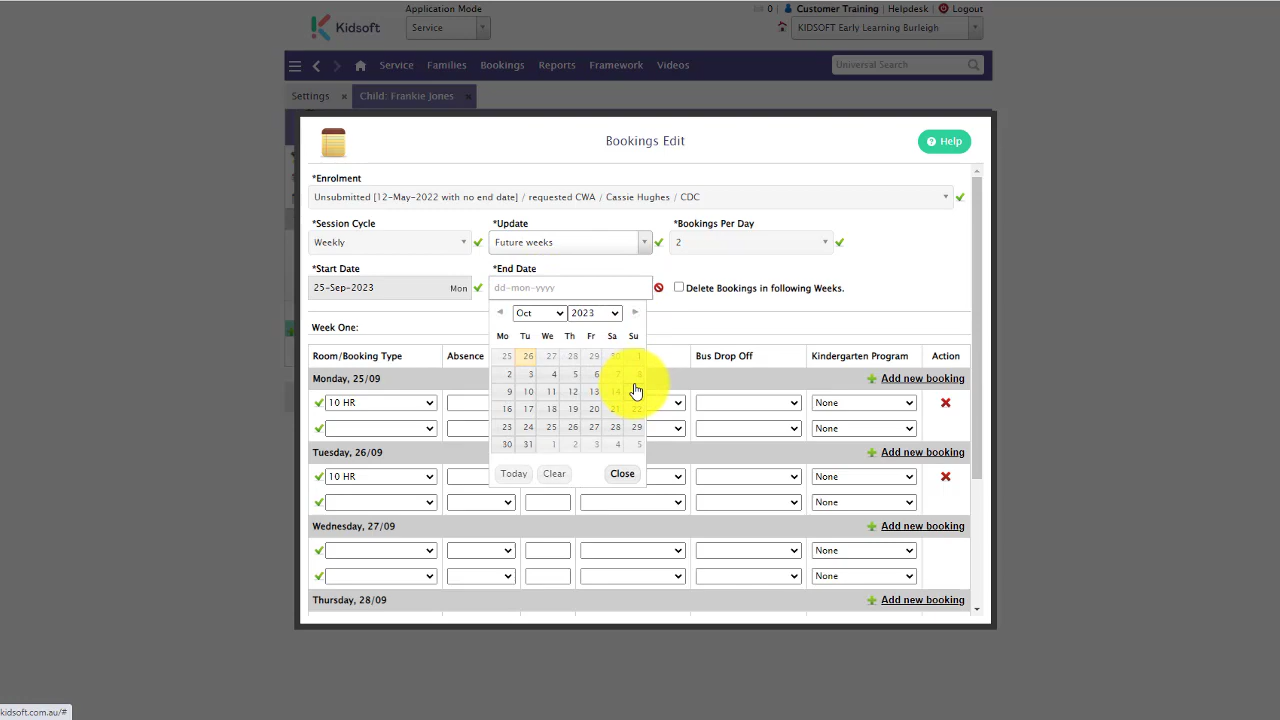 Application Mode
0 Customer Training Helpdesk Logout
Kidsoft
Service
KIDSOFT Early Learning Burleigh
Service Families Bookings Reports Framework Videos
Universal Search
Settings Child: Frankie Jones
Bookings Edit
Help
*Enrolment
Unsubmitted [12-May-2022 with no end date] / requested CWA / Cassie Hughes / CDC
*Session Cycle *Update *Bookings Per Day
Weekly Future weeks 2
*Start Date *End Date
25-Sep-2023 Mon dd-mon-yyyy Delete Bookings in following Weeks.
Oct 2023
Week One:
Mo Tu We Th Fr Sa Su
Room/Booking Type Absence Bus Drop Off Kindergarten Program Action
25 26 27 28 29 30 1
2 3 4 5 6 7 8
Monday, 25/09 Add new booking
9 10 11 12 13 14
10 HR None
16 17 18 19 20 21 22
23 24 25 26 27 28 29
None
30 31 1 2 3 4 5
Tuesday, 26/09 Add new booking
Today Clear Close
10 HR None
None
Wednesday, 27/09 Add new booking
None
None
Thursday, 28/09 Add new booking
kidsoft.com.au/#